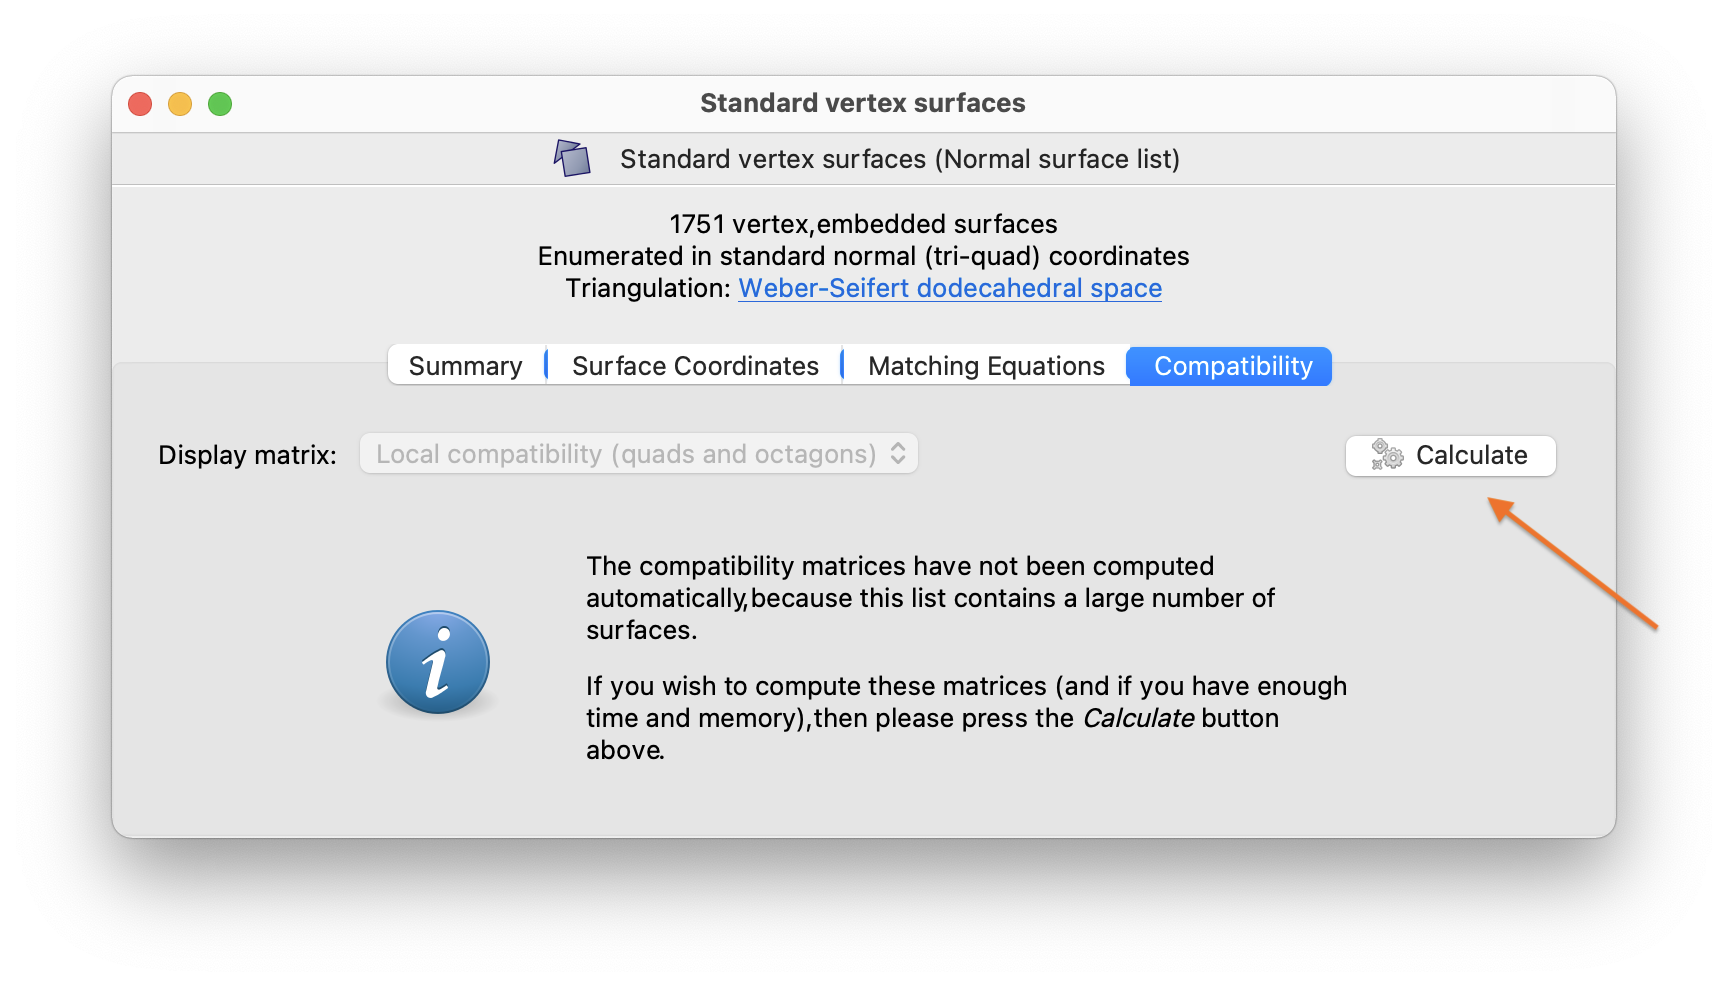 Standard vertex surfaces
Standard vertex surfaces (Normal surface list)
1751 vertex,embedded surfaces
Enumerated in standard normal (tri-quad) coordinates
Triangulation: Weber-Seifert dodecahedral space
Summary Surface Coordinates Matching Equations Compatibility
Display matrix: Local compatibility (quads and octagons) Calculate
The compatibility matrices have not been computed
automatically,because this list contains a large number of
surfaces.
If you wish to compute these matrices (and if you have enough
time and memory),then please press the Calculate button
above.